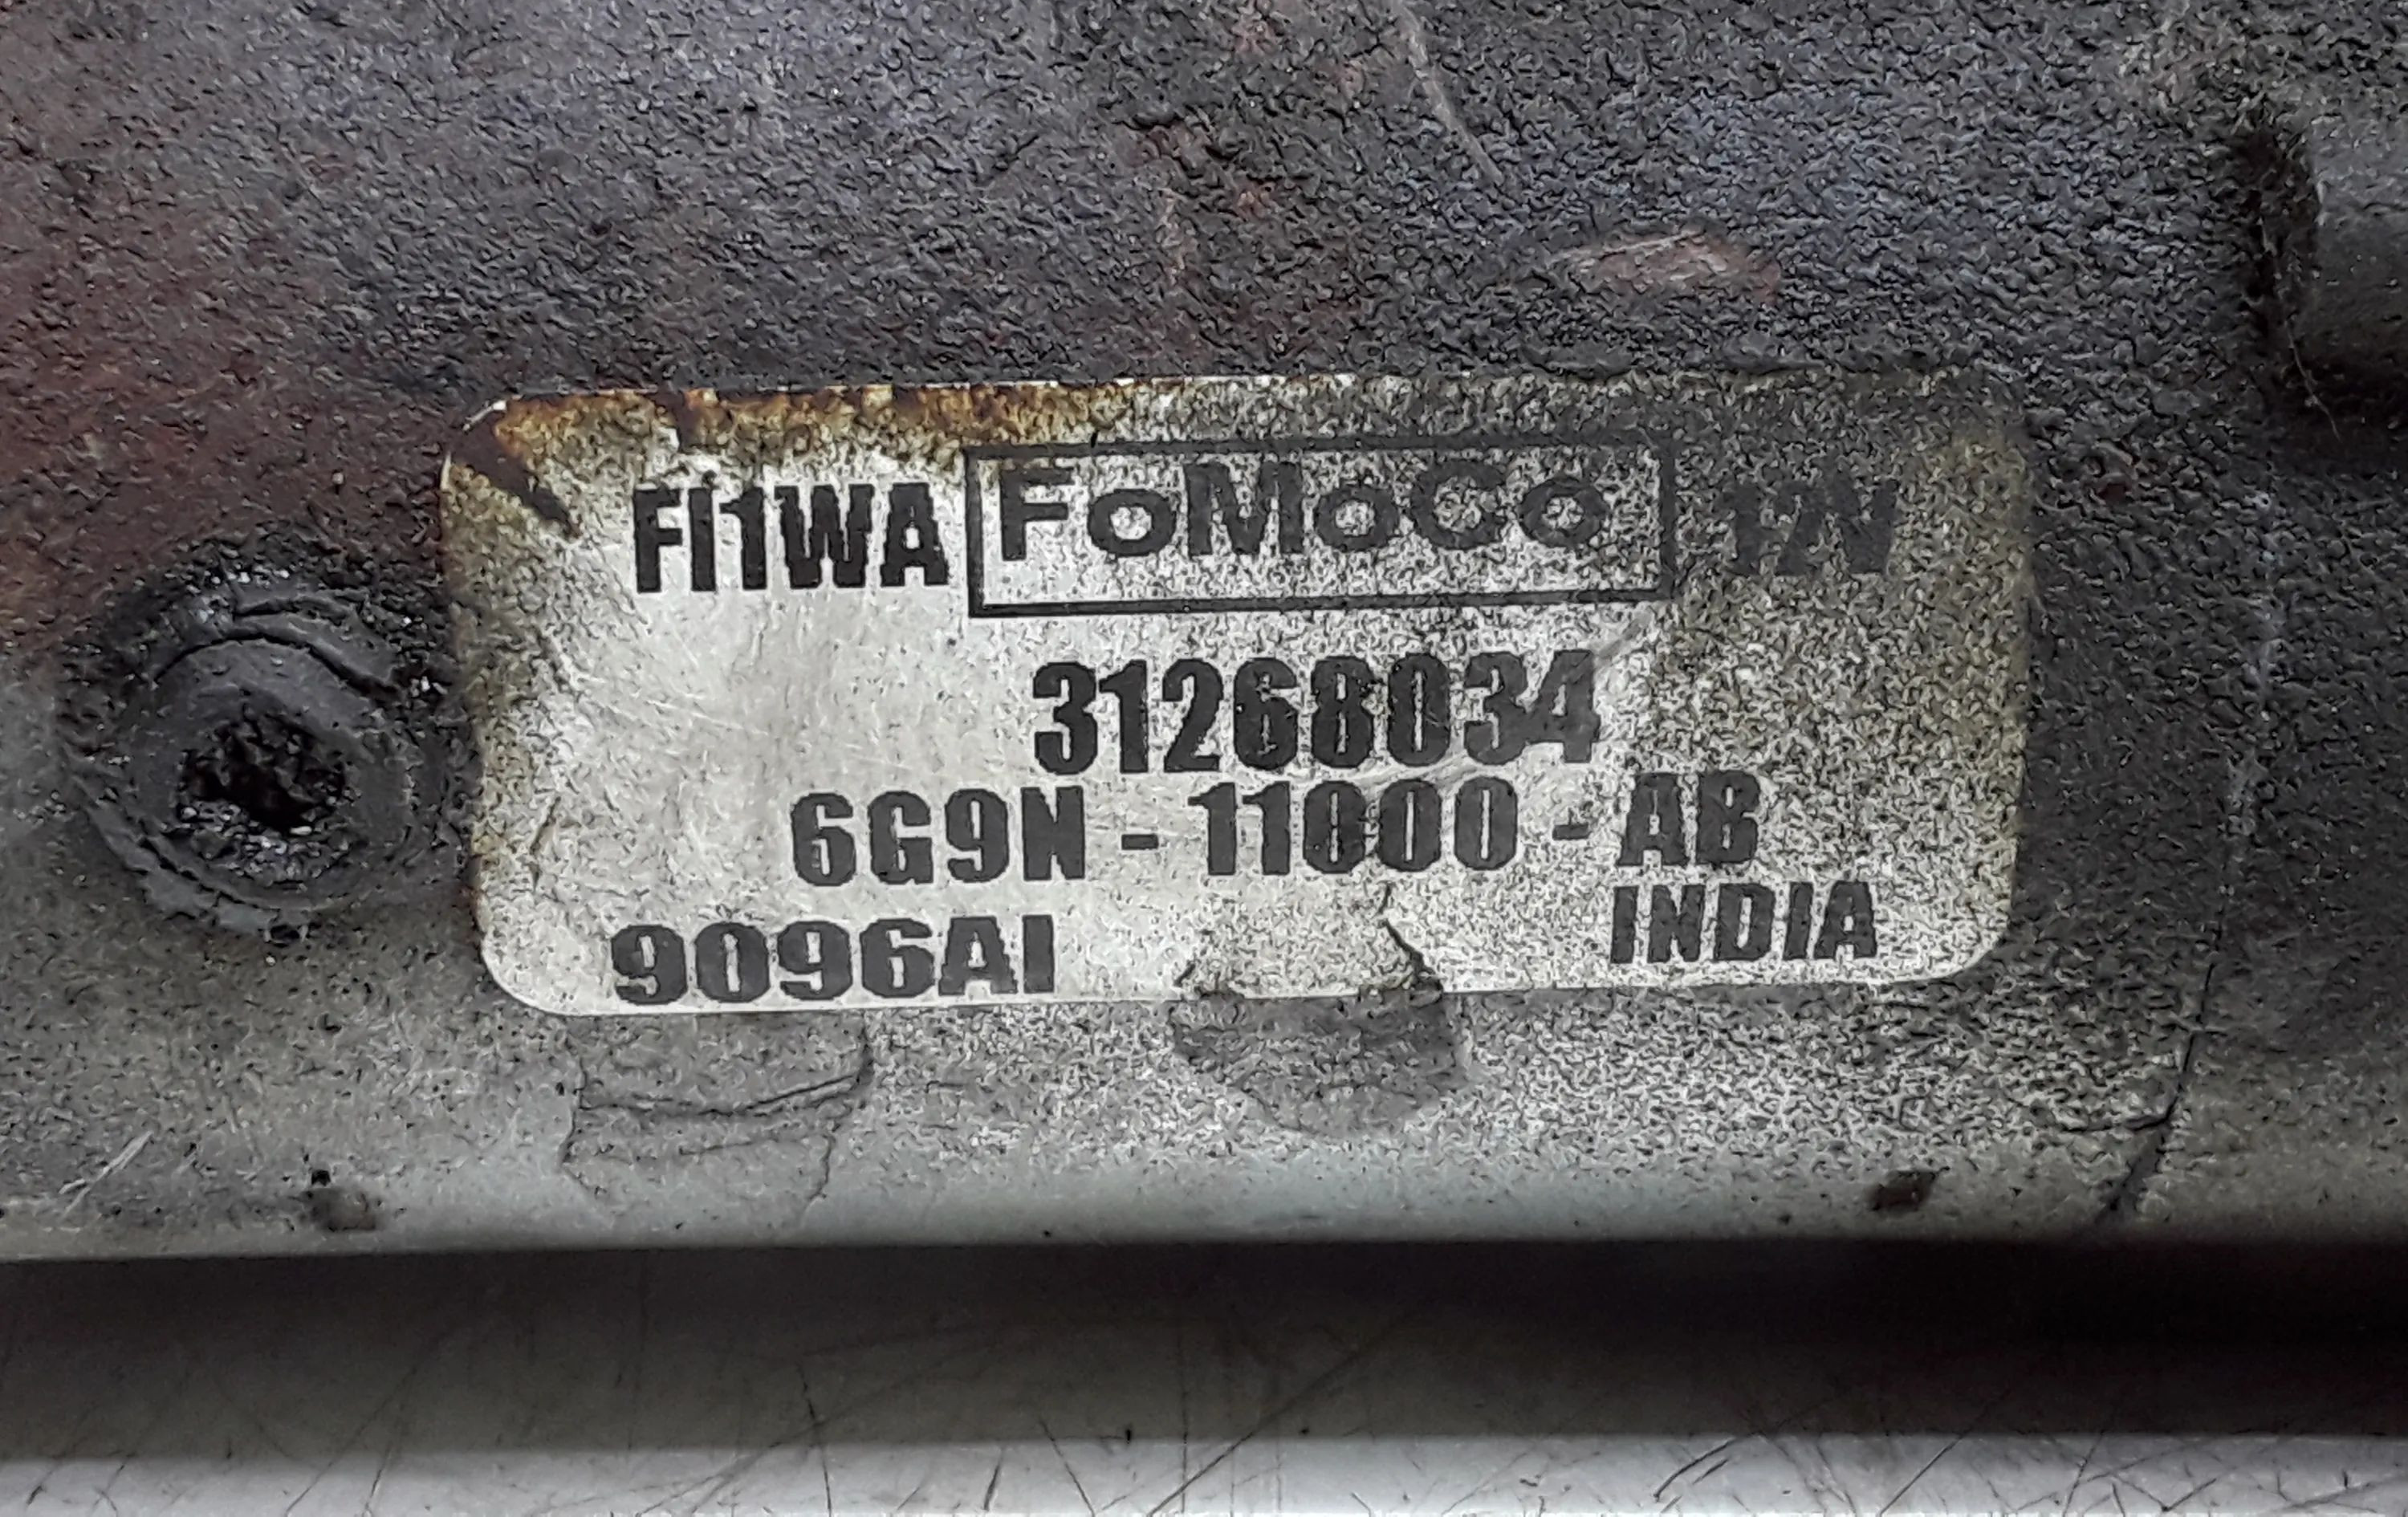 FI1WA FoMoCo 12V
31268034
6G9N - 11000 - AB
9096AI INDIA